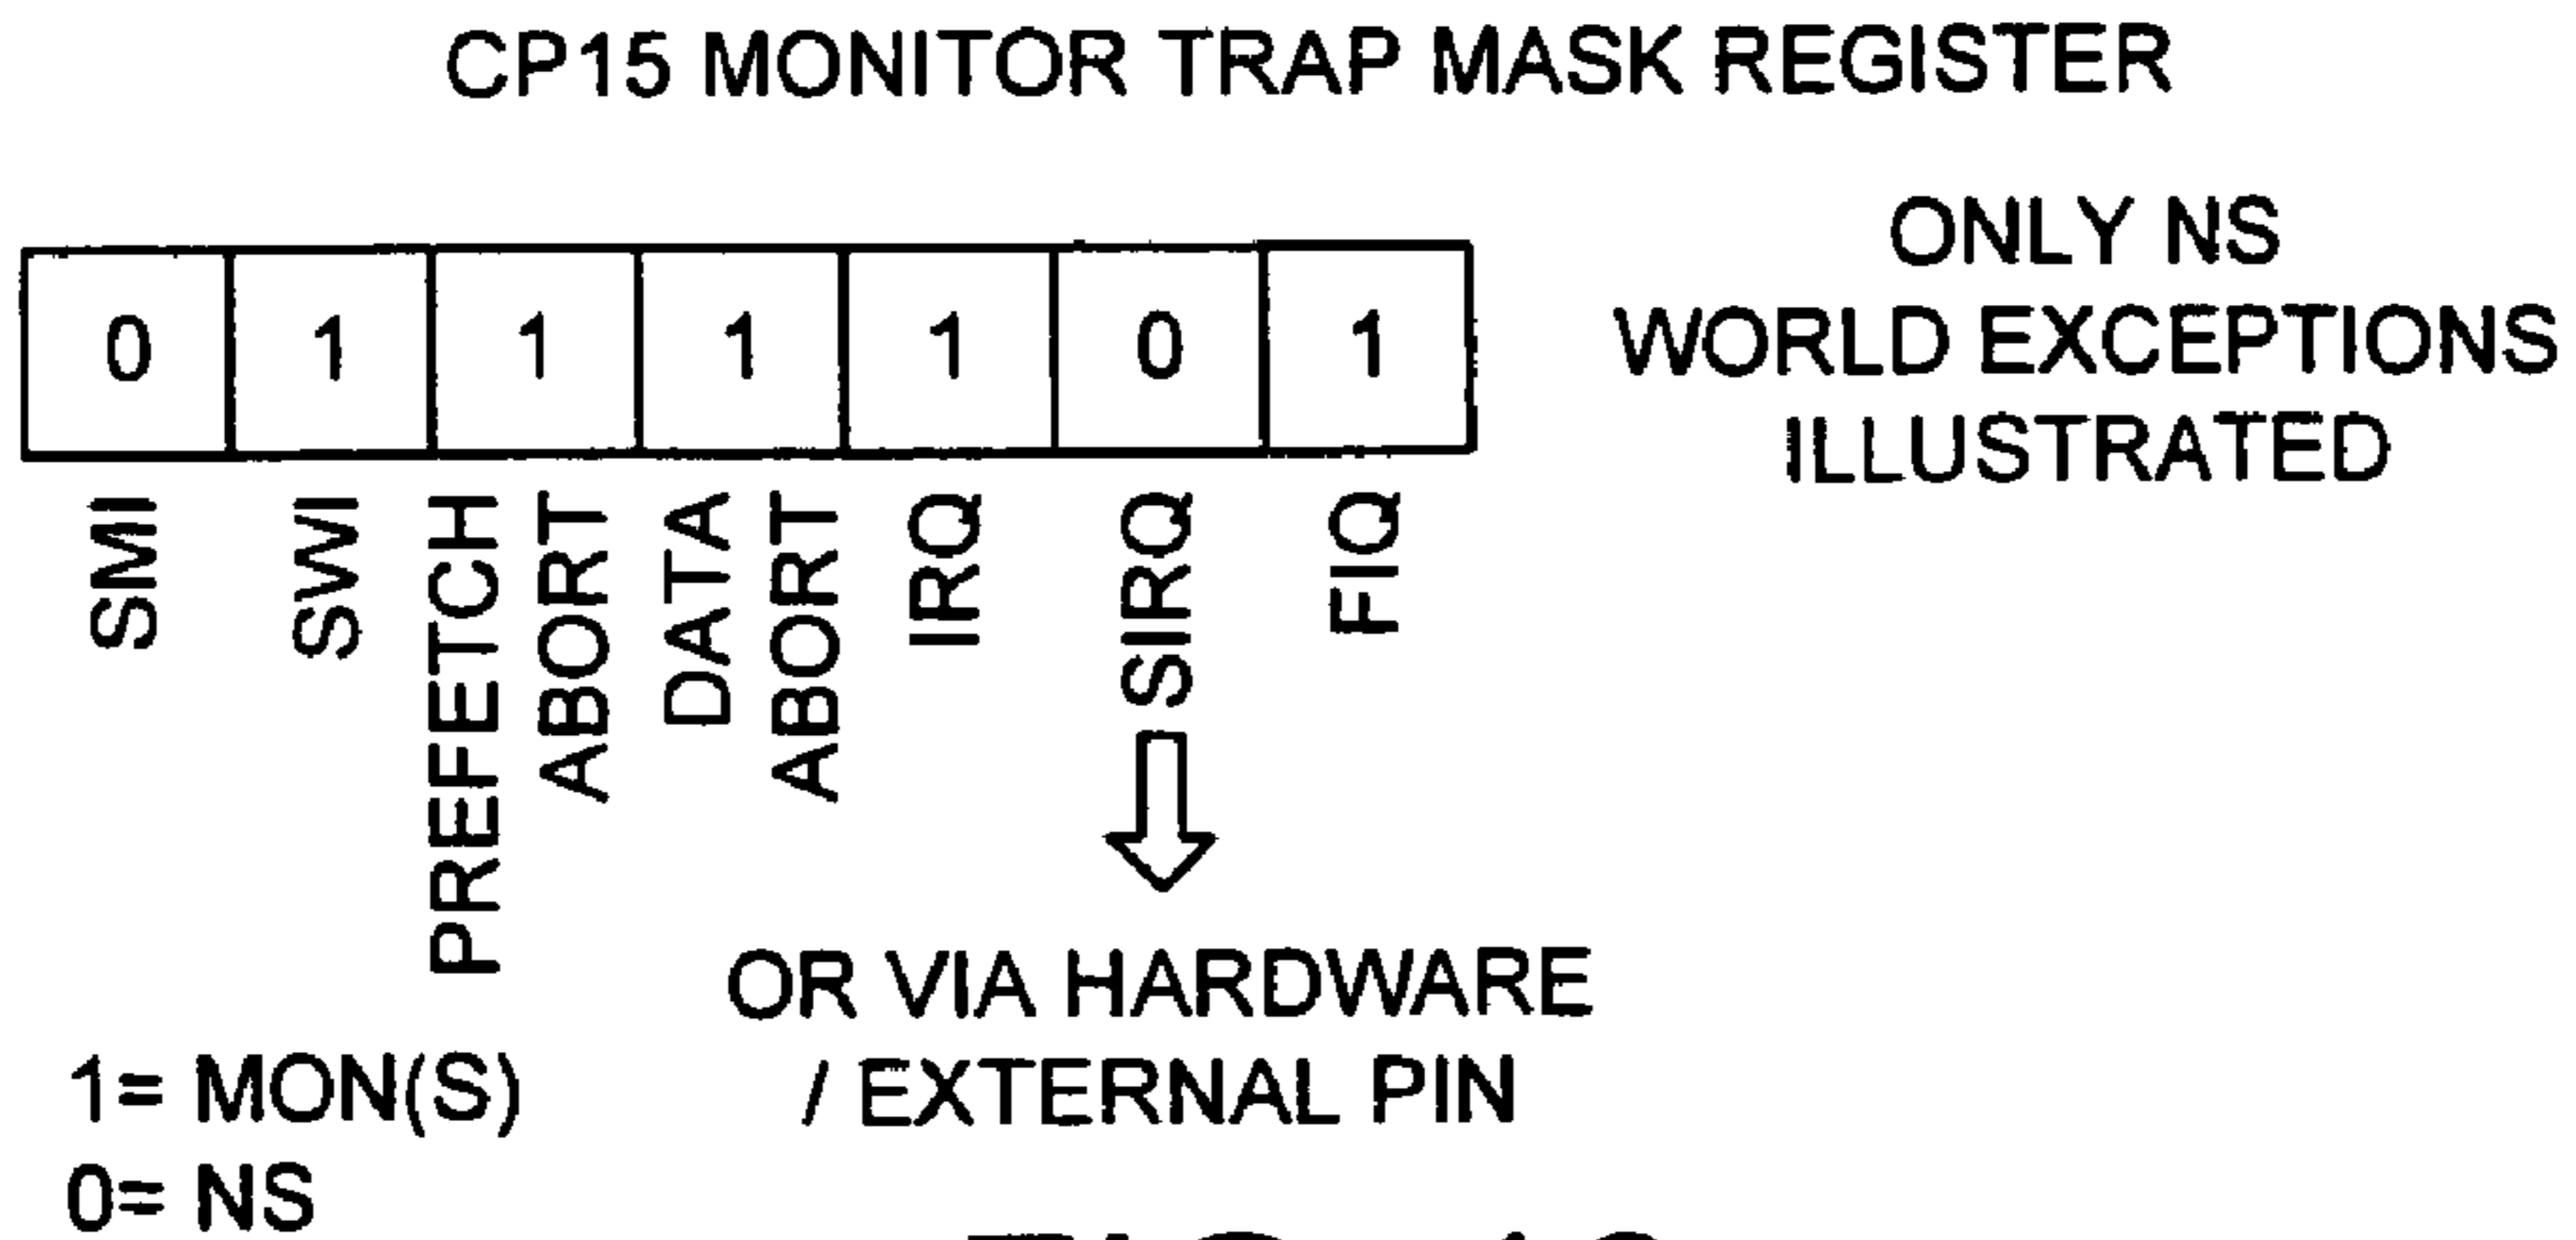 CP15 MONITOR TRAP MASK REGISTER
ONLY NS
WORLD EXCEPTIONS
ILLUSTRATED
0 1 1 1 1 0 1
SMI
SWI
PREFETCH
ABORT
DATA
ABORT
IRQ
SIRQ
FIQ
OR VIA HARDWARE
/ EXTERNAL PIN
1= MON(S)
0= NS